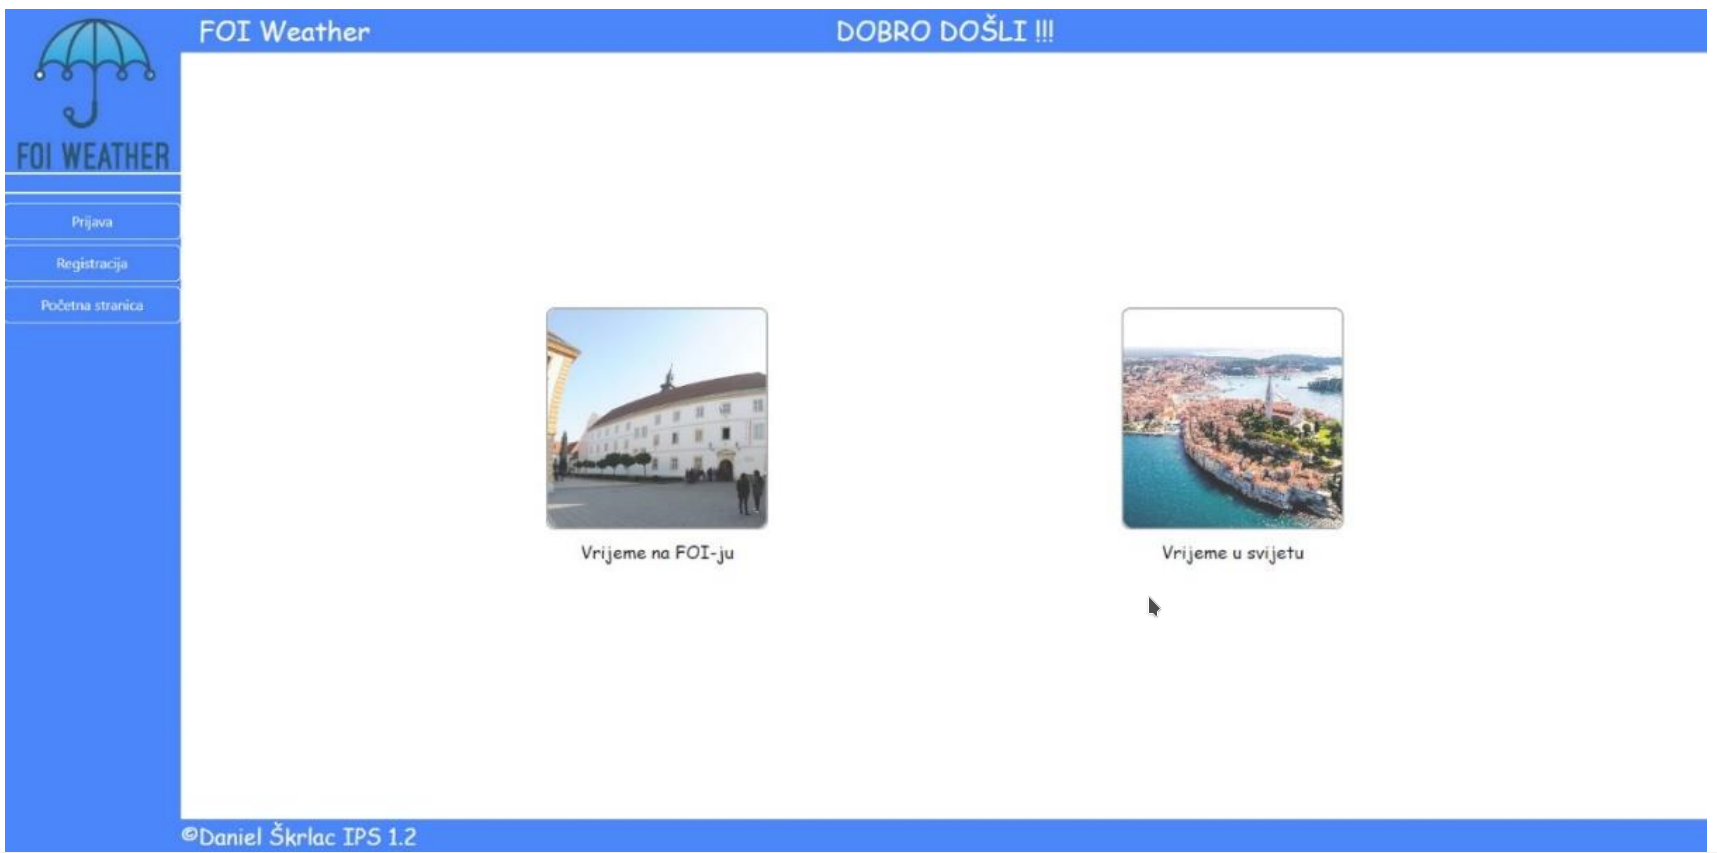 FOI Weather
DOBRO DOŠLI !!!
FOI WEATHER
Prijava
Registracija
Početna stranica
Vrijeme na FOI-ju
Vrijeme u svijetu
©Daniel Škrlac IPS 1.2